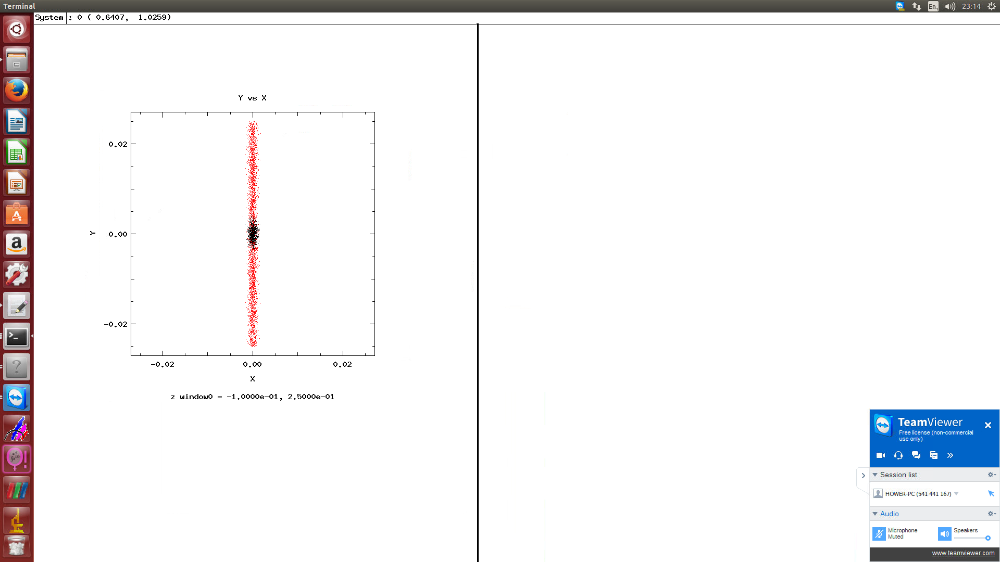 Terminal
En1 23:14
System : 0 ( 0.6407, 1.0259)
Y vs X
0.02
Y 0.00
-0.02
-0.02 0.00 0.02
X
z window0 = -1.0000e-01, 2.5000e-01
TeamViewer
Free license (non-commercial
use only)
Session list
HOWER-PC (541 441 167)
Audio
Microphone
Muted
Speakers
www.teamviewer.com